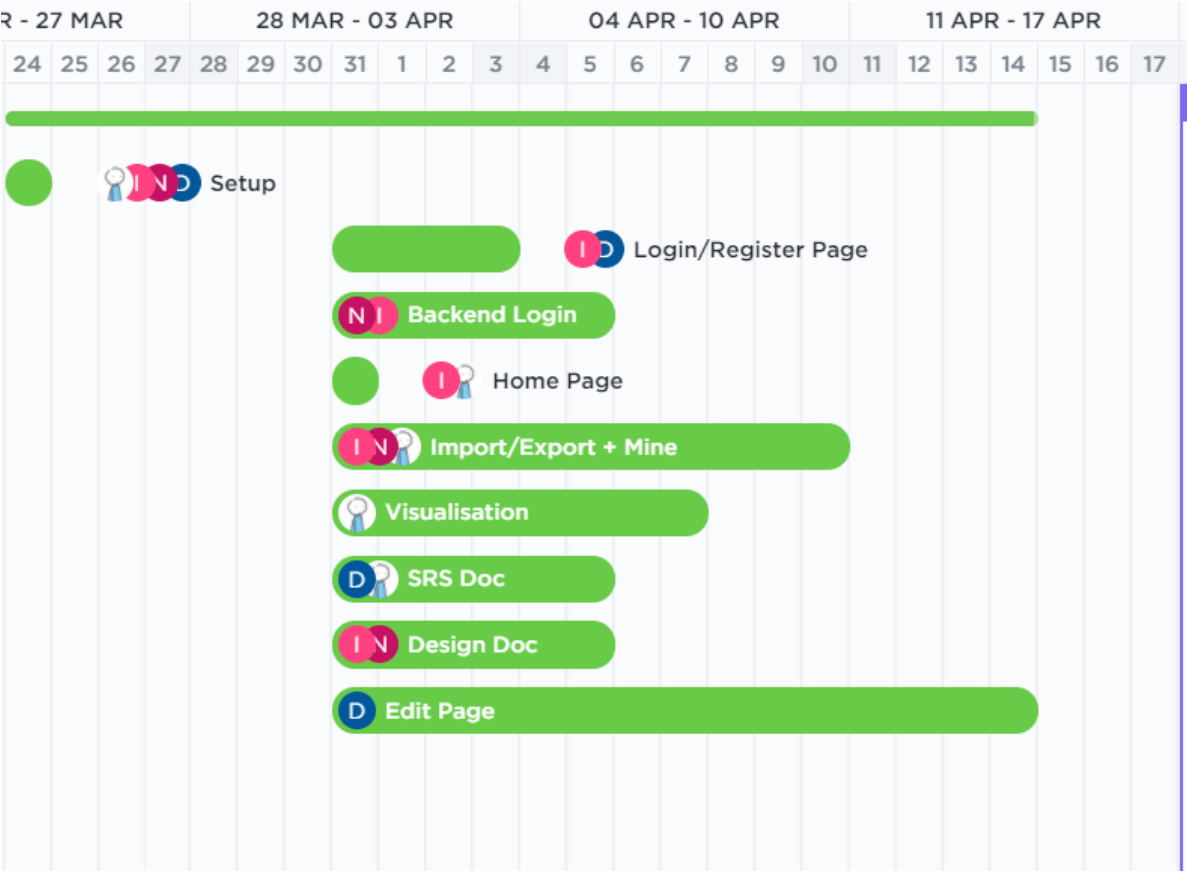 R - 27 MAR 28 MAR - 03 APR 04 APR - 10 APR 11 APR - 17 APR
24 25 26 27 28 29 30 31 1 2 3 4 5 6 7 8 9 10 11 12 13 14 15 16 17
I N D Setup
I D Login/Register Page
N I Backend Login
I Home Page
I N Import/Export + Mine
Visualisation
D SRS Doc
I N Design Doc
D Edit Page